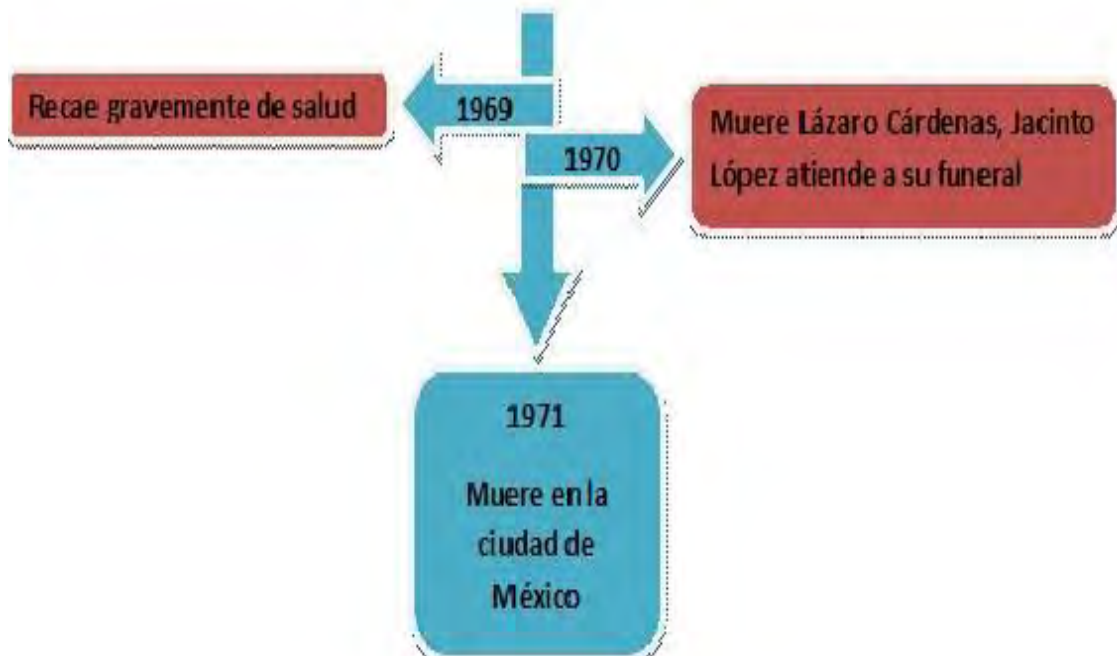 Recae gravemente de salud
1969
1970
Muere Lázaro Cárdenas, Jacinto
López atiende a su funeral
1971
Muere en la
ciudad de
México